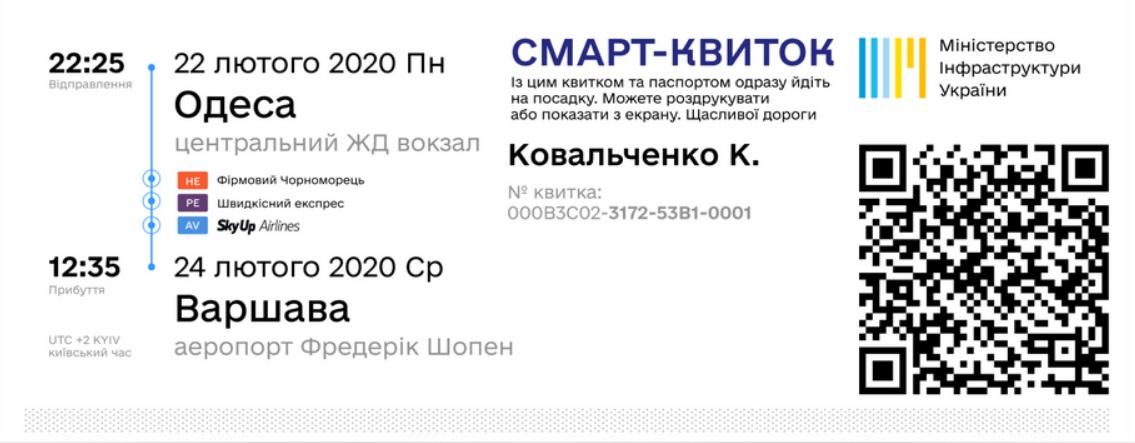 22:25
Відправлення
22 лютого 2020 Пн
Одеса
центральний ЖД вокзал
НЕ Фірмовий Чорноморець
РЕ Швидкісний експрес
AV SkyUp Airlines
12:35
Прибуття
24 лютого 2020 Ср
Варшава
аеропорт Фредерік Шопен
UTC +2 KYIV
київський час
СМАРТ-КВИТОК
Із цим квитком та паспортом одразу йдіть
на посадку. Можете роздрукувати
або показати з екрану. Щасливої дороги
Ковальченко К.
№ квитка:
000B3C02-3172-53B1-0001
Міністерство
Інфраструктури
України